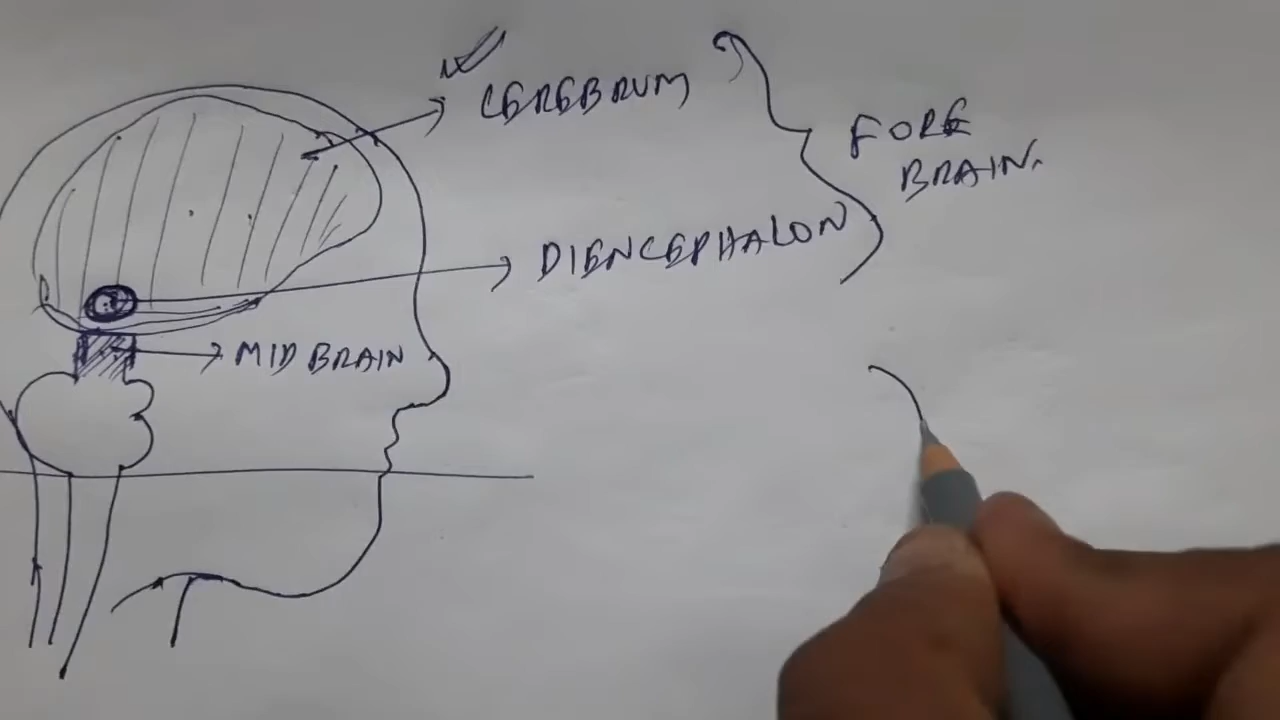 CEREBRUM
FORE
BRAIN.
DIENCEPHALON
MID BRAIN